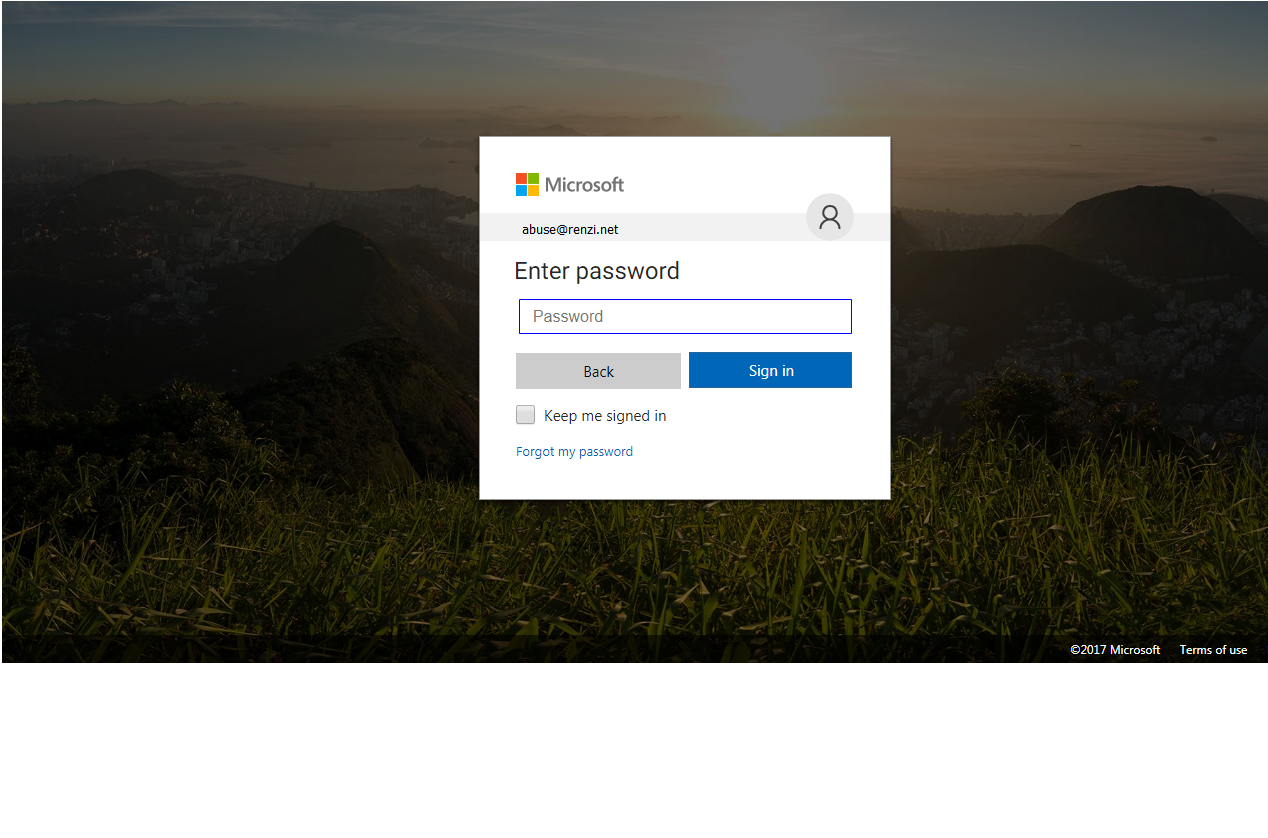 Microsoft
abuse@renzi.net
Enter password
Password
Back
Sign in
Keep me signed in
Forgot my password
©2017 Microsoft
Terms of use